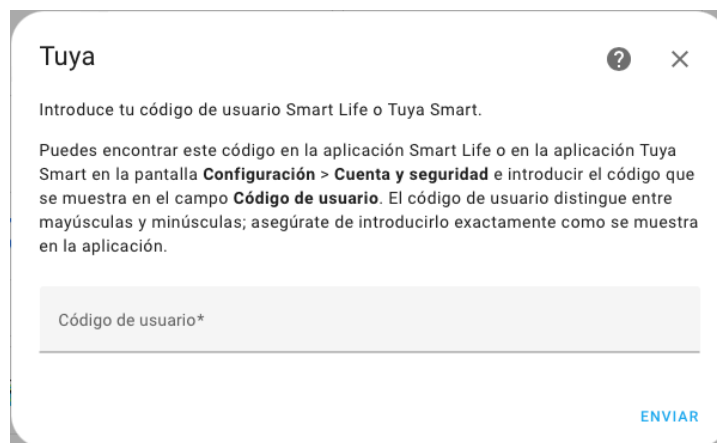 Tuya
Introduce tu código de usuario Smart Life o Tuya Smart.
Puedes encontrar este código en la aplicación Smart Life o en la aplicación Tuya
Smart en la pantalla Configuración > Cuenta y seguridad e introducir el código que
se muestra en el campo Código de usuario. El código de usuario distingue entre
mayúsculas y minúsculas; asegúrate de introducirlo exactamente como se muestra
en la aplicación.
Código de usuario*
ENVIAR